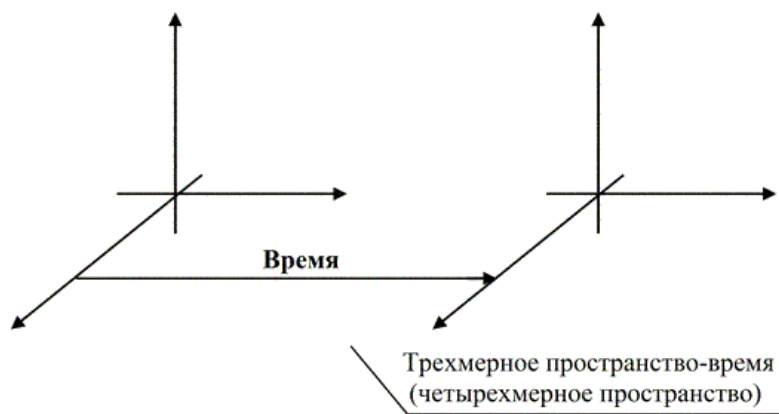 Время
Трехмерное пространство-время
(четырехмерное пространство)